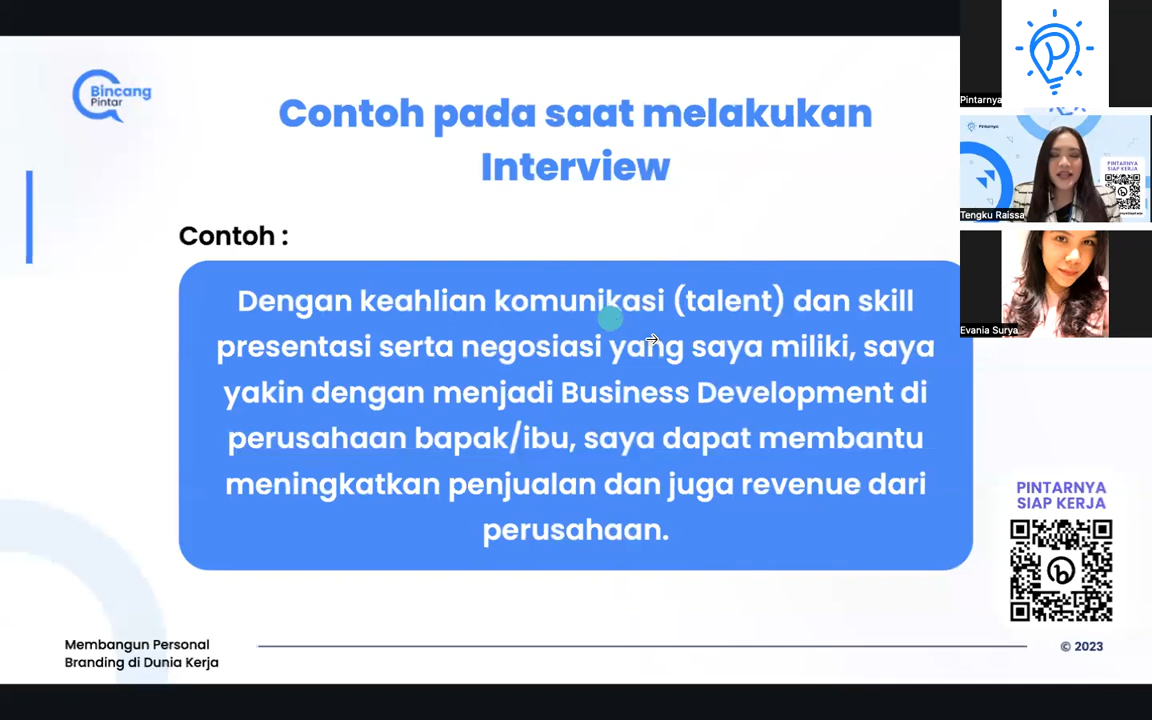 Bincang
Pintar
Contoh pada saat melakukan
Interview
Contoh :
Dengan keahlian komunikasi (talent) dan skill
presentasi serta negosiasi yang saya miliki, saya
yakin dengan menjadi Business Development di
perusahaan bapak/ibu, saya dapat membantu
meningkatkan penjualan dan juga revenue dari
perusahaan.
PINTARNYA
SIAP KERJA
Membangun Personal
Branding di Dunia Kerja
© 2023
Pintarnya
Pintarnya
PINTARNYA
SIAP KERJA
Tengku Raissa
Evania Surya